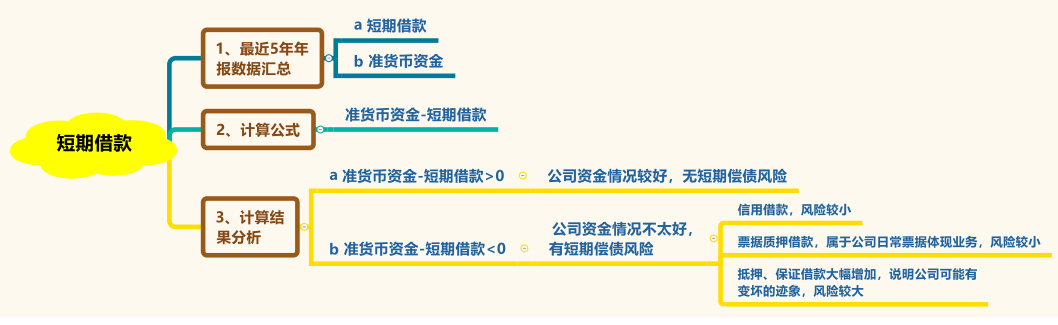 短期借款
1、最近5年年
报数据汇总
a 短期借款
b 准货币资金
2、计算公式
准货币资金-短期借款
3、计算结
果分析
a 准货币资金-短期借款>0
公司资金情况较好，无短期偿债风险
b 准货币资金-短期借款<0
公司资金情况不太好，
有短期偿债风险
信用借款，风险较小
票据质押借款，属于公司日常票据体现业务，风险较小
抵押、保证借款大幅增加，说明公司可能有
变坏的迹象，风险较大